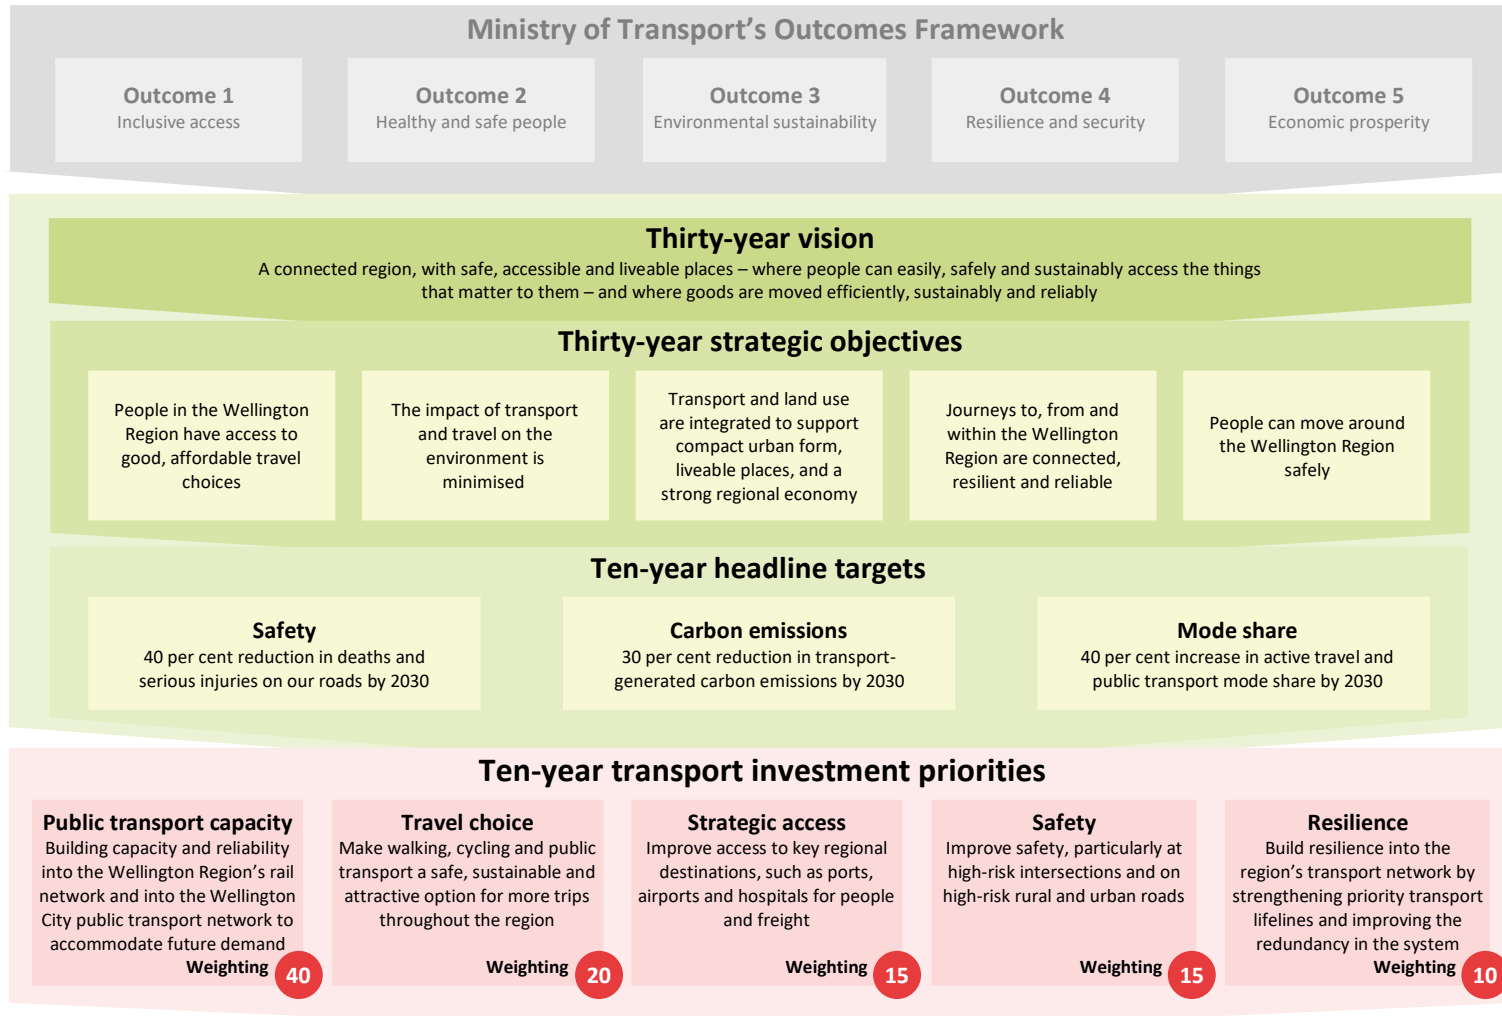 Ministry of Transport’s Outcomes Framework
Outcome 1
Inclusive access
Outcome 2
Healthy and safe people
Outcome 3
Environmental sustainability
Outcome 4
Resilience and security
Outcome 5
Economic prosperity
Thirty-year vision
A connected region, with safe, accessible and liveable places – where people can easily, safely and sustainably access the things
that matter to them – and where goods are moved efficiently, sustainably and reliably
Thirty-year strategic objectives
People in the Wellington
Region have access to
good, affordable travel
choices
The impact of transport
and travel on the
environment is
minimised
Transport and land use
are integrated to support
compact urban form,
liveable places, and a
strong regional economy
Journeys to, from and
within the Wellington
Region are connected,
resilient and reliable
People can move around
the Wellington Region
safely
Ten-year headline targets
Safety
40 per cent reduction in deaths and
serious injuries on our roads by 2030
Carbon emissions
30 per cent reduction in transport-
generated carbon emissions by 2030
Mode share
40 per cent increase in active travel and
public transport mode share by 2030
Ten-year transport investment priorities
Public transport capacity
Building capacity and reliability
into the Wellington Region’s rail
network and into the Wellington
City public transport network to
accommodate future demand
Weighting 40
Travel choice
Make walking, cycling and public
transport a safe, sustainable and
attractive option for more trips
throughout the region
Weighting 20
Strategic access
Improve access to key regional
destinations, such as ports,
airports and hospitals for people
and freight
Weighting 15
Safety
Improve safety, particularly at
high-risk intersections and on
high-risk rural and urban roads
Weighting 15
Resilience
Build resilience into the
region’s transport network by
strengthening priority transport
lifelines and improving the
redundancy in the system
Weighting 10